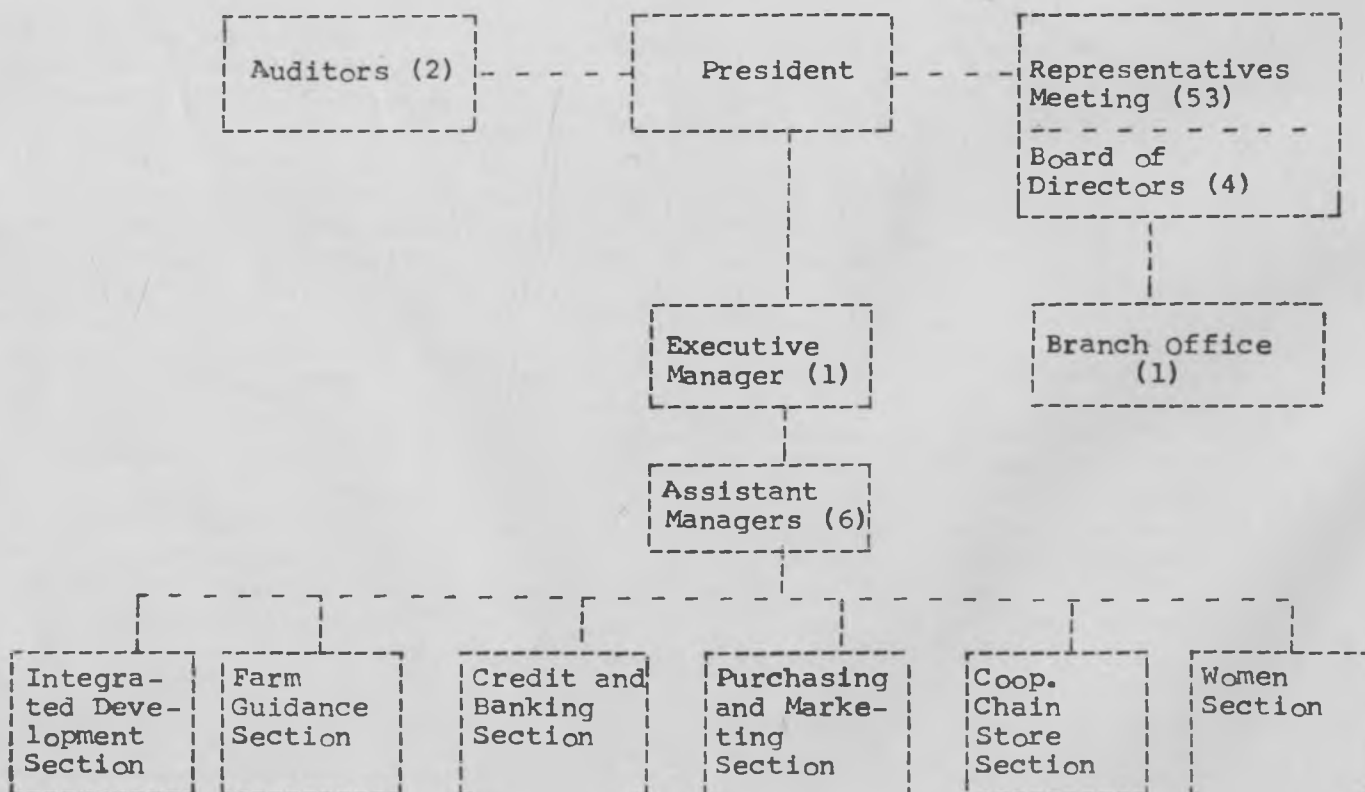 Auditors (2)
President
Representatives
Meeting (53)
Board of
Directors (4)
Executive
Manager (1)
Branch Office
(1)
Assistant
Managers (6)
Integra-
ted Deve-
lopment
Section
Farm
Guidance
Section
Credit and
Banking
Section
Purchasing
and Marke-
ting
Section
Coop.
Chain
Store
Section
Women
Section